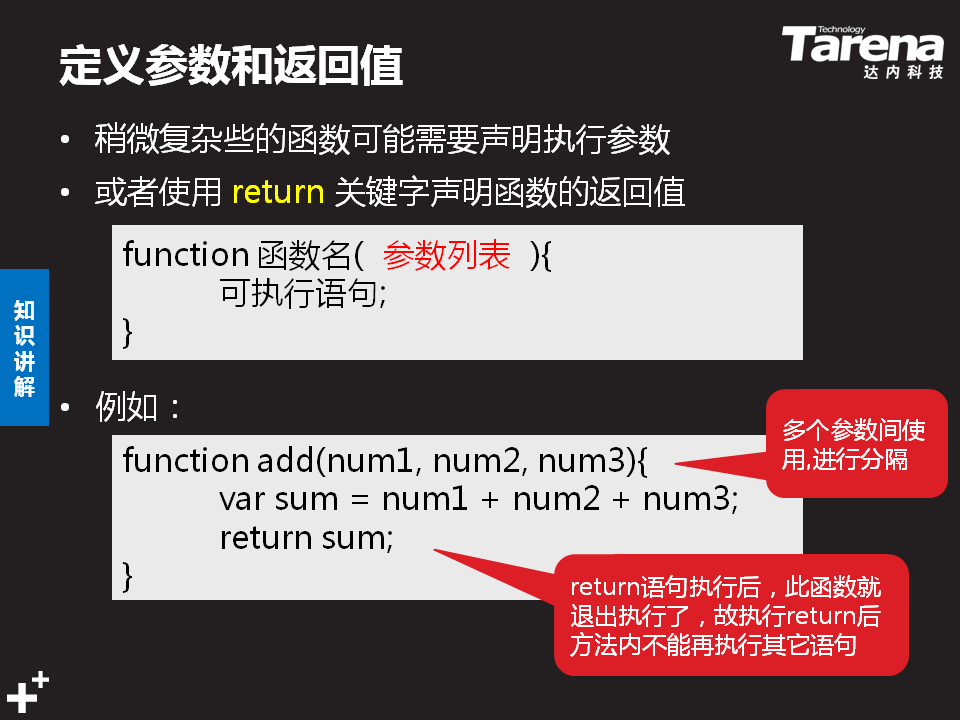 定义参数和返回值
Technology
Tarena
达内科技
• 稍微复杂些的函数可能需要声明执行参数
• 或者使用 return 关键字声明函数的返回值
function 函数名( 参数列表 ){
可执行语句;
}
知识讲解
• 例如：
多个参数间使
用,进行分隔
function add(num1, num2, num3){
var sum = num1 + num2 + num3;
return sum;
}
return语句执行后，此函数就
退出执行了，故执行return后
方法内不能再执行其它语句